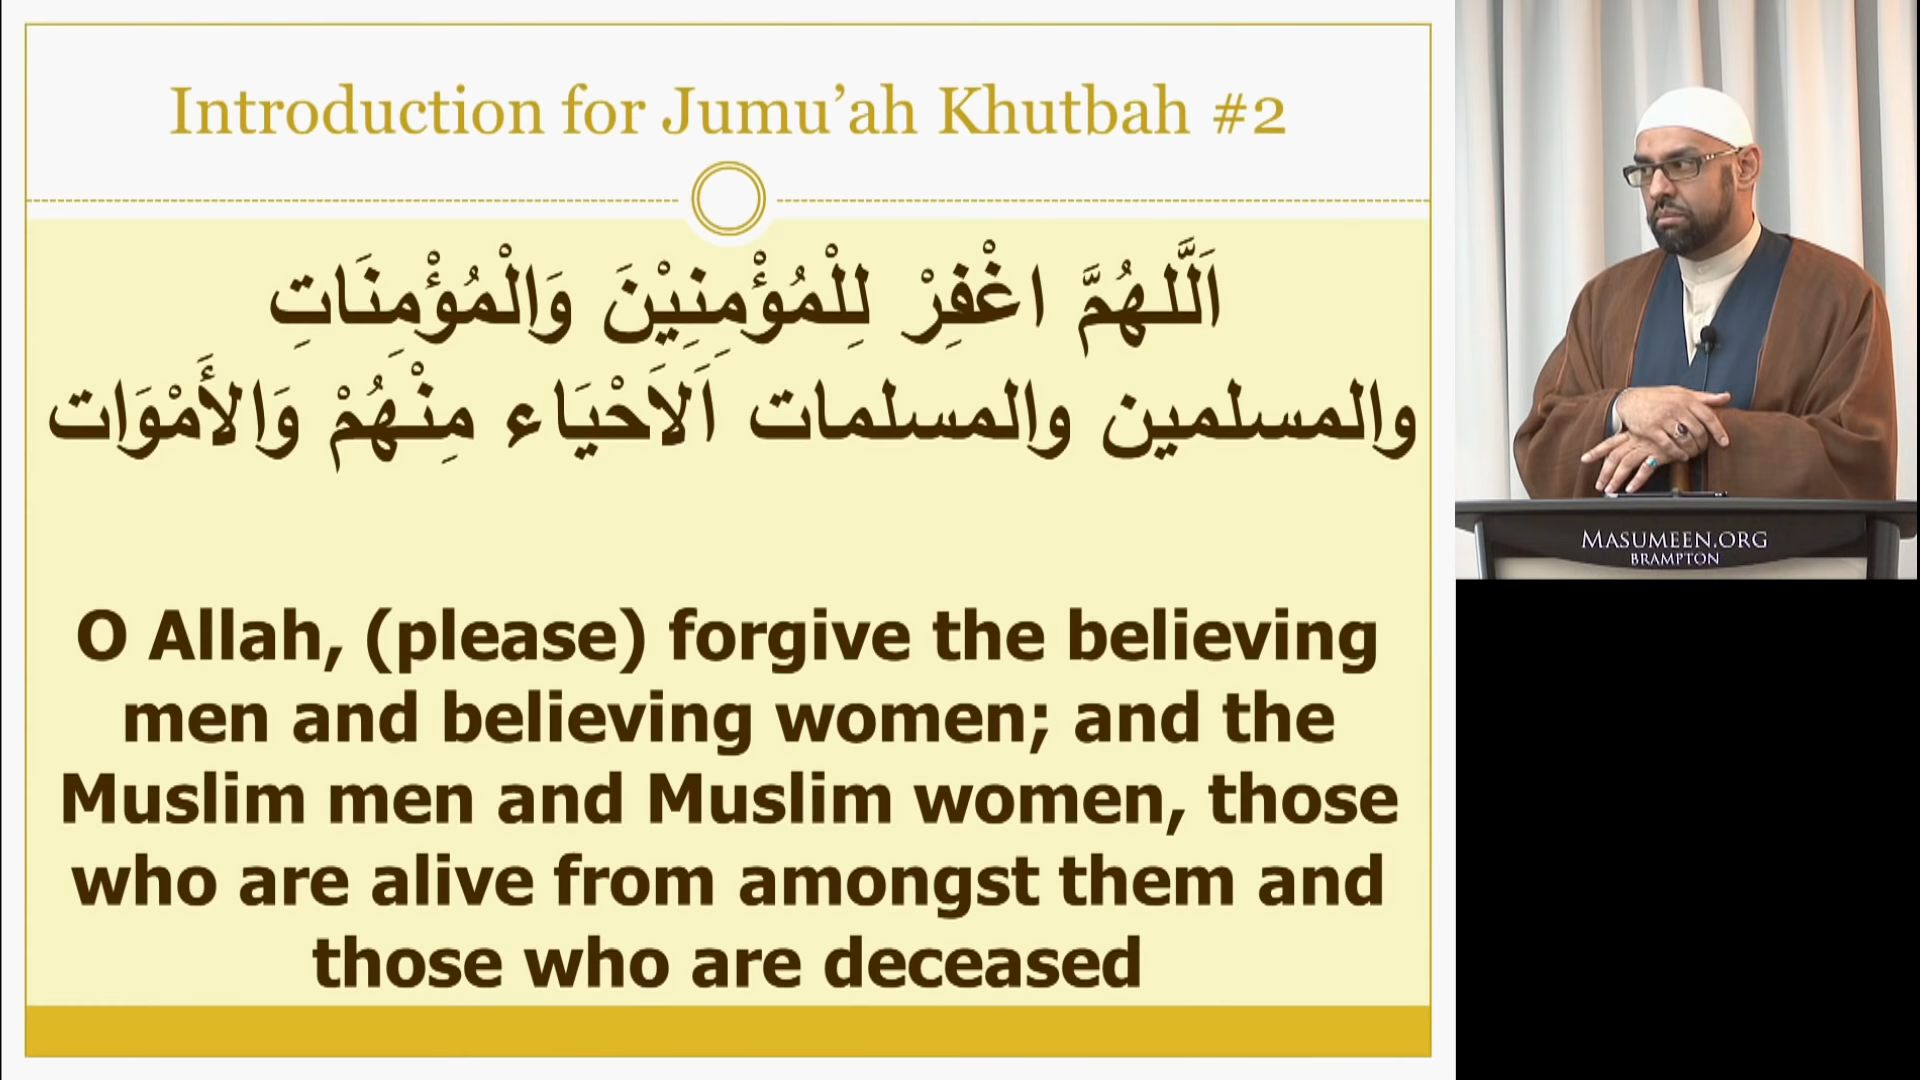 Introduction for Jumu’ah Khutbah #2
اَلَّلهُمَّ اغْفِرْ لِلْمُؤْمِنِيْنَ وَالْمُؤْمِنَاتِ
والمسلمين والمسلمات اَلاَحْيَاء مِنْهُمْ وَالأَمْوَات
O Allah, (please) forgive the believing
men and believing women; and the
Muslim men and Muslim women, those
who are alive from amongst them and
those who are deceased
MASUMEEN.ORG
BRAMPTON